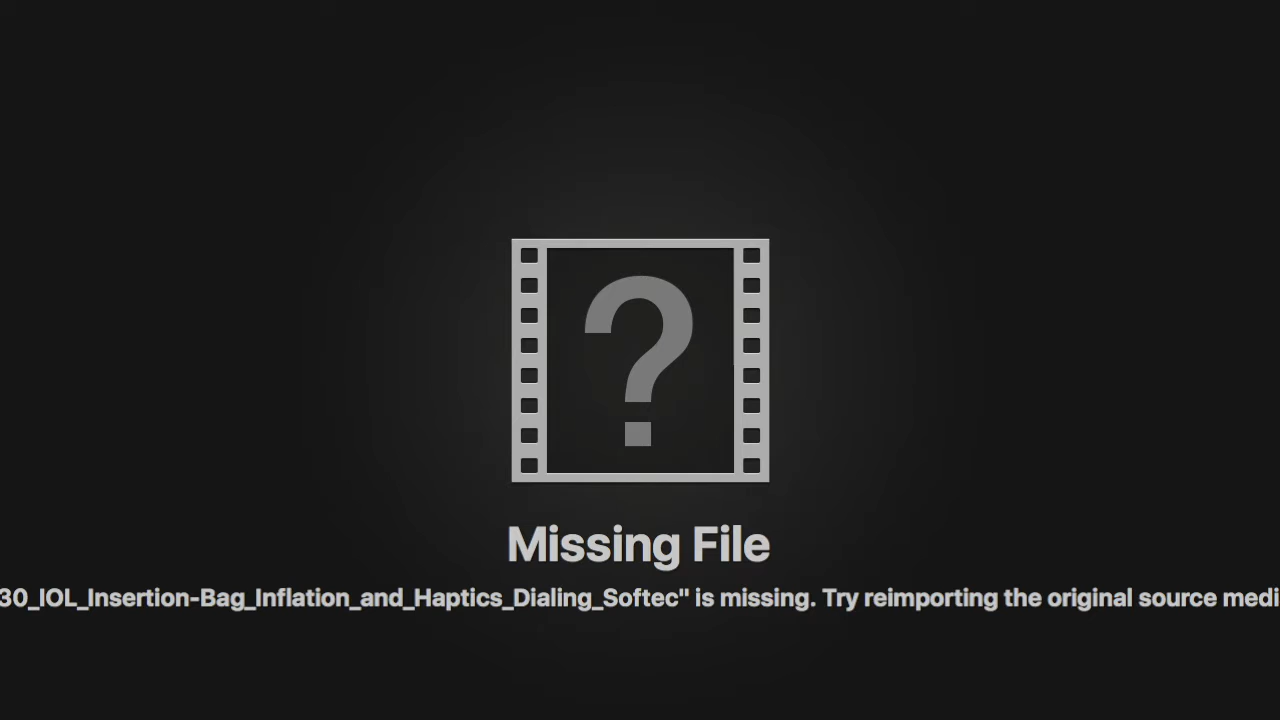 ?
Missing File
30_IOL_Insertion-Bag_Inflation_and_Haptics_Dialing_Softec" is missing. Try reimporting the original source medi